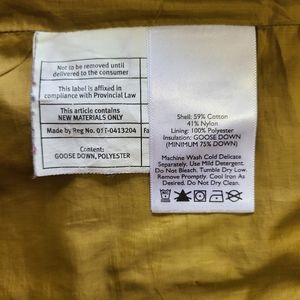 Not to be removed until
delivered to the consumer
This label is affixed in
compliance with Provincial Law
This article contains
NEW MATERIALS ONLY
Made by Reg No. 01T-0413204 Fa
Content:
GOOSE DOWN, POLYESTER
Shell: 59% Cotton
41% Nylon
Lining: 100% Polyester
Insulation: GOOSE DOWN
(MINIMUM 75% DOWN)
Machine Wash Cold Delicate
Separately. Use Mild Detergent.
Do Not Bleach. Tumble Dry Low.
Remove Promptly. Cool Iron As
Desired. Do Not Dry Clean.